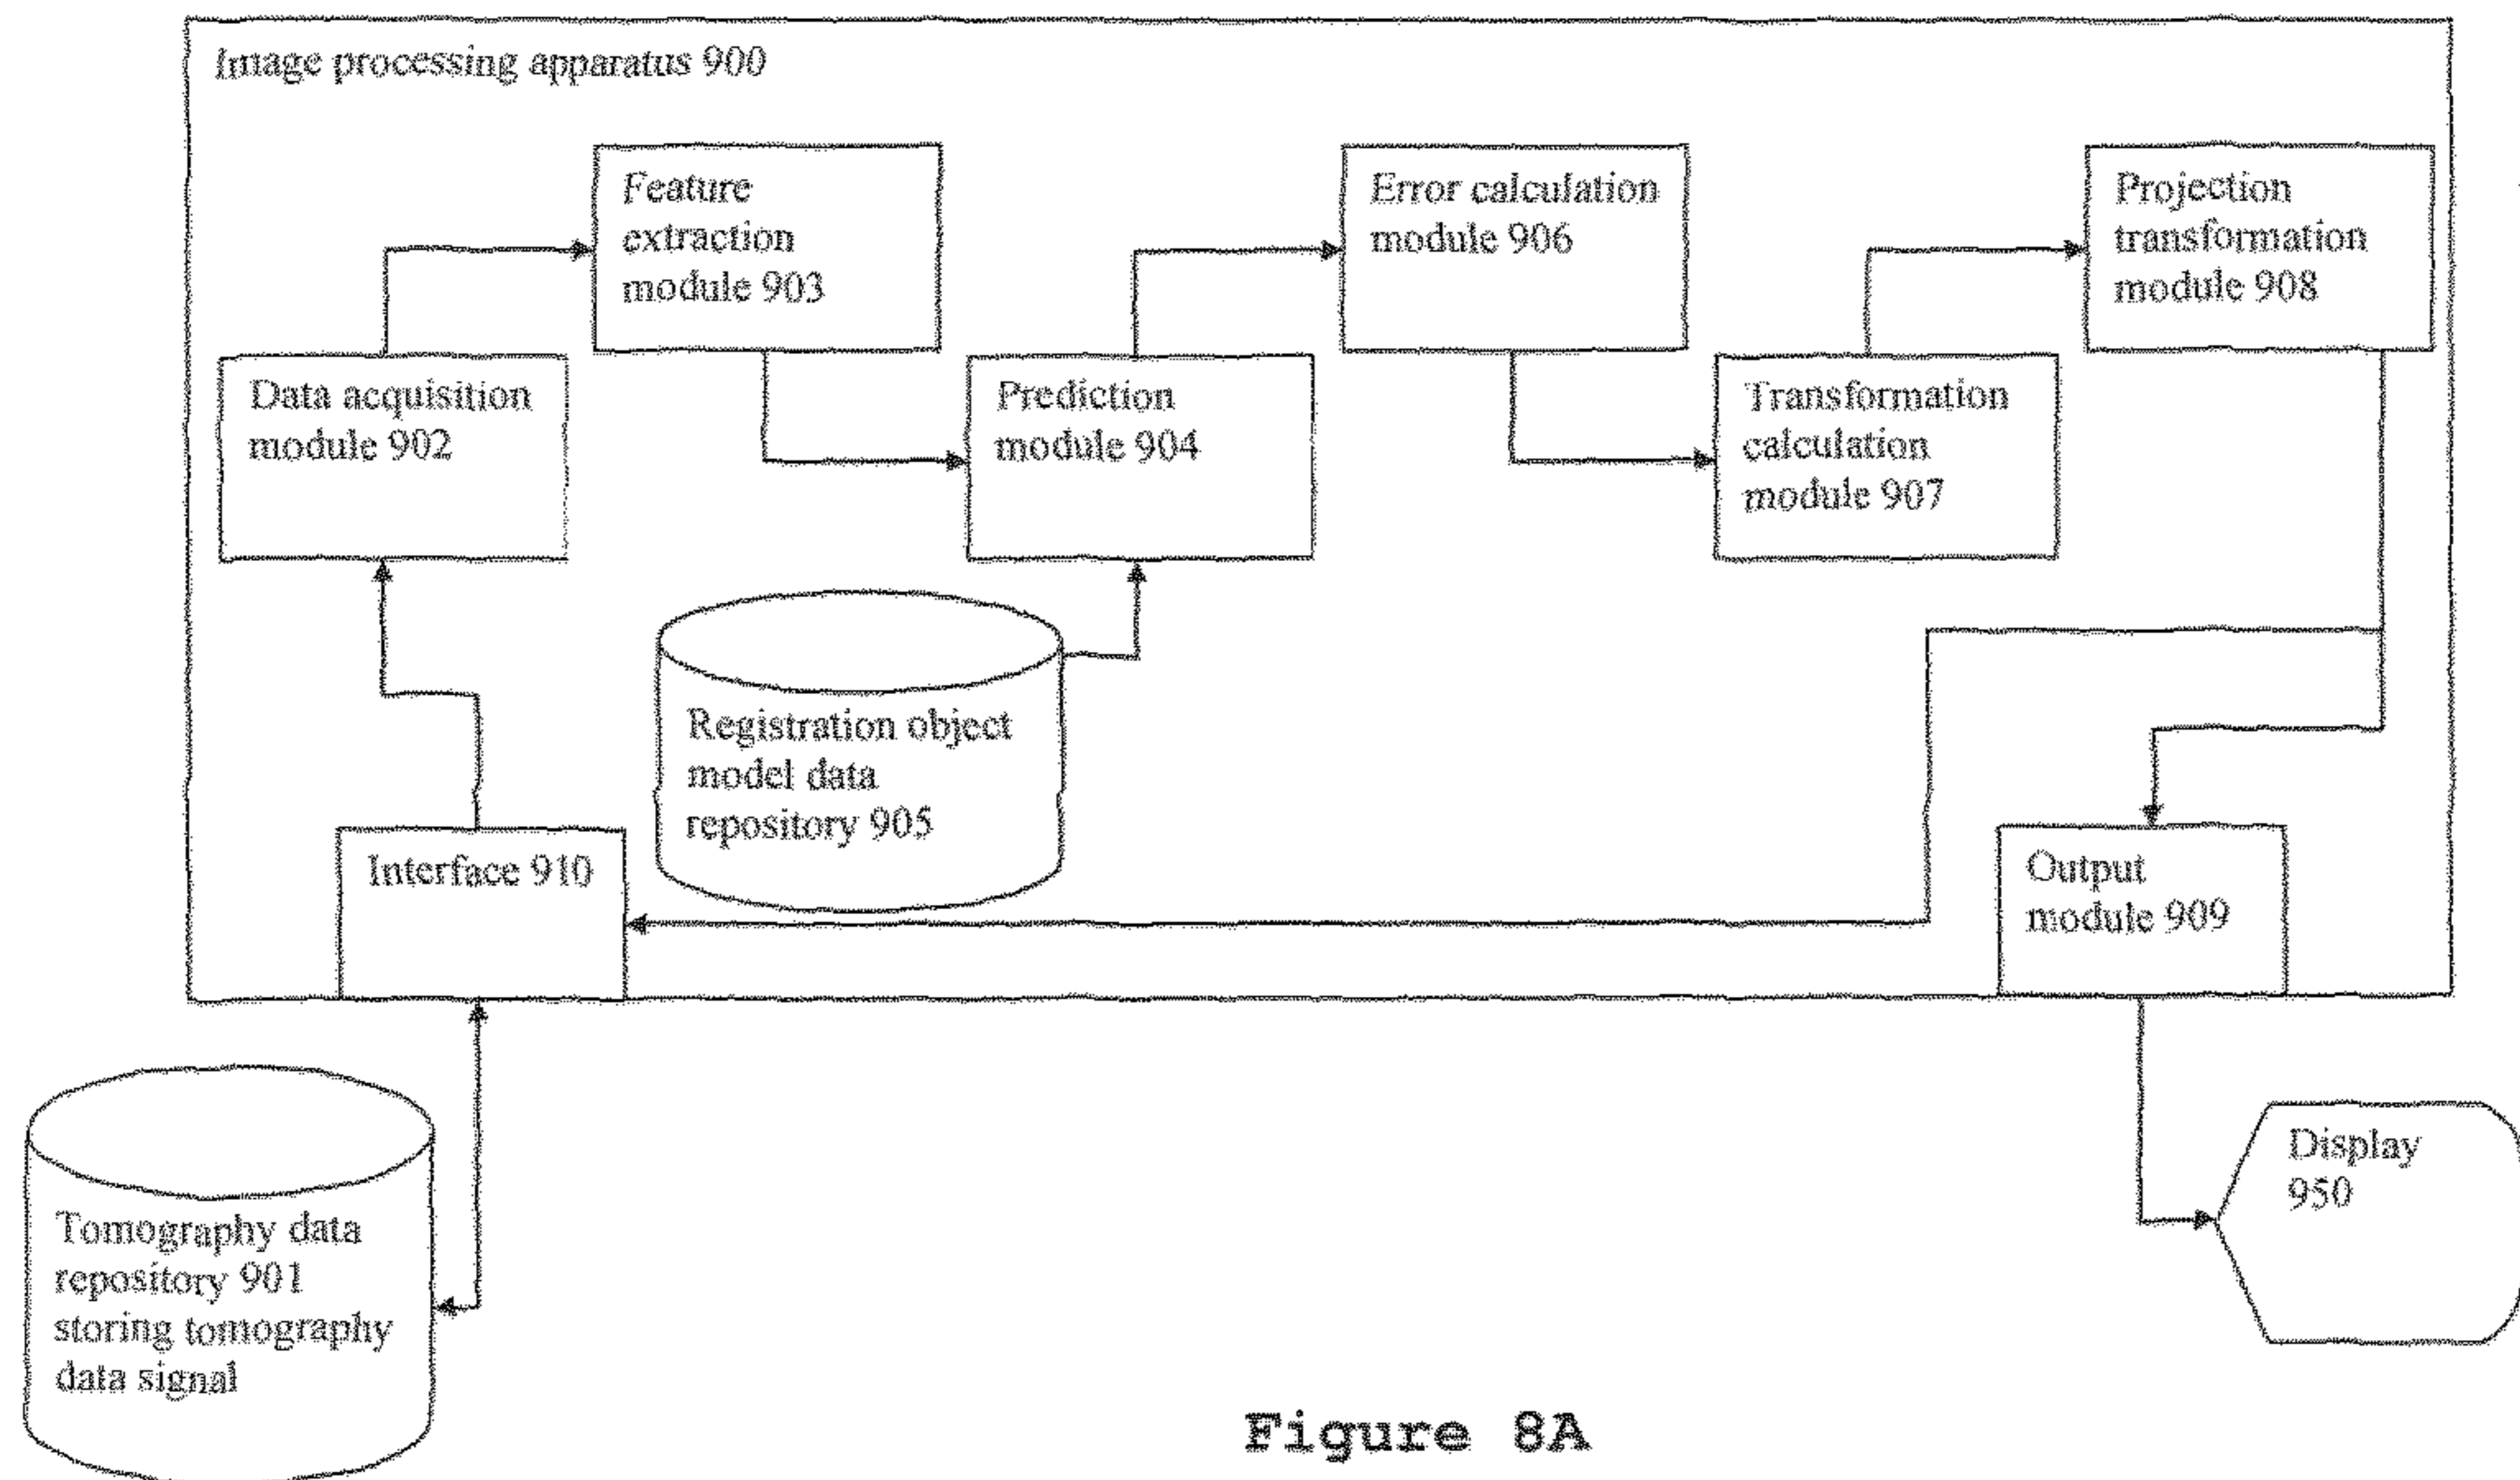 Image processing apparatus 900
Feature
extraction
module 903
Error calculation
module 906
Projection
transformation
module 908
Data acquisition
module 902
Prediction
module 904
Transformation
calculation
module 907
Registration object
model data
repository 905
Interface 910
Output
module 909
Tomography data
repository 901
storing tomography
data signal
Display
950
Figure 8A